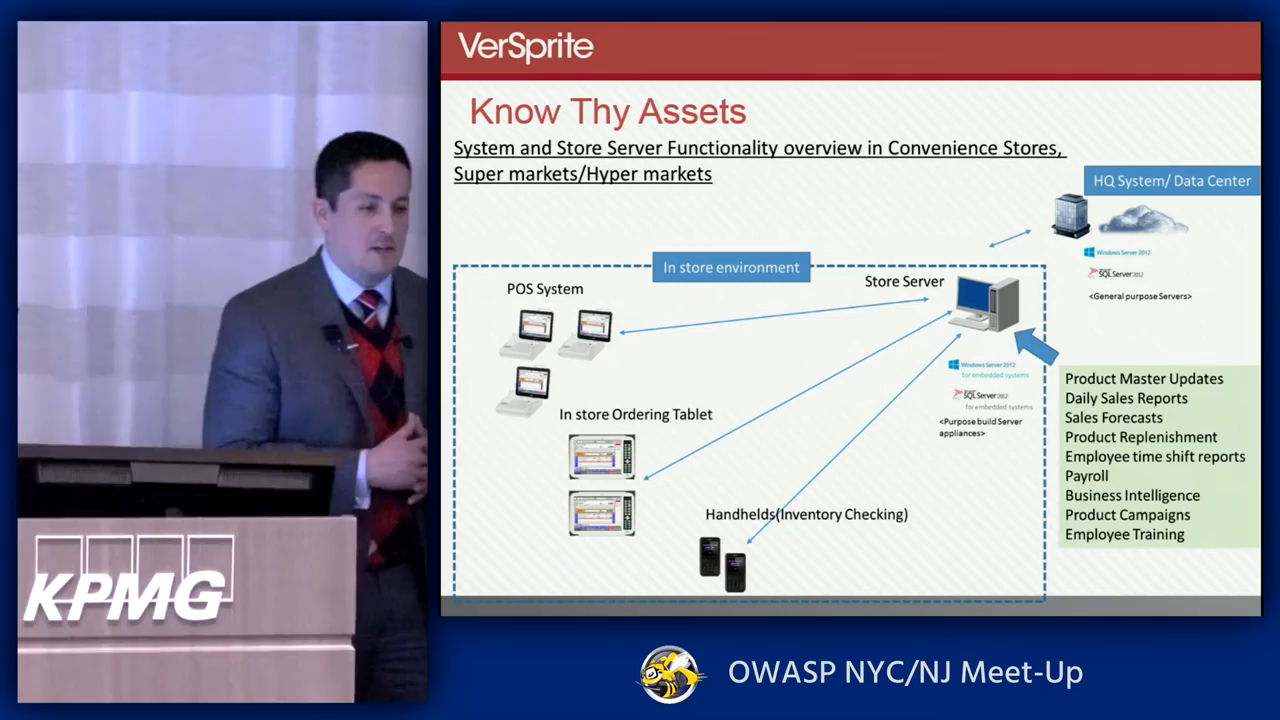 VerSprite
Know Thy Assets
System and Store Server Functionality overview in Convenience Stores,
Super markets/Hyper markets
HQ System/ Data Center
Windows Server 2012
SQL Server 2012
<General purpose Servers>
In store environment
POS System
Store Server
Windows Server 2012
for embedded systems
SQL Server 2012
for embedded systems
<Purpose build Server
appliances>
In store Ordering Tablet
Handhelds(Inventory Checking)
Product Master Updates
Daily Sales Reports
Sales Forecasts
Product Replenishment
Employee time shift reports
Payroll
Business Intelligence
Product Campaigns
Employee Training
KPMG
OWASP NYC/NJ Meet-Up